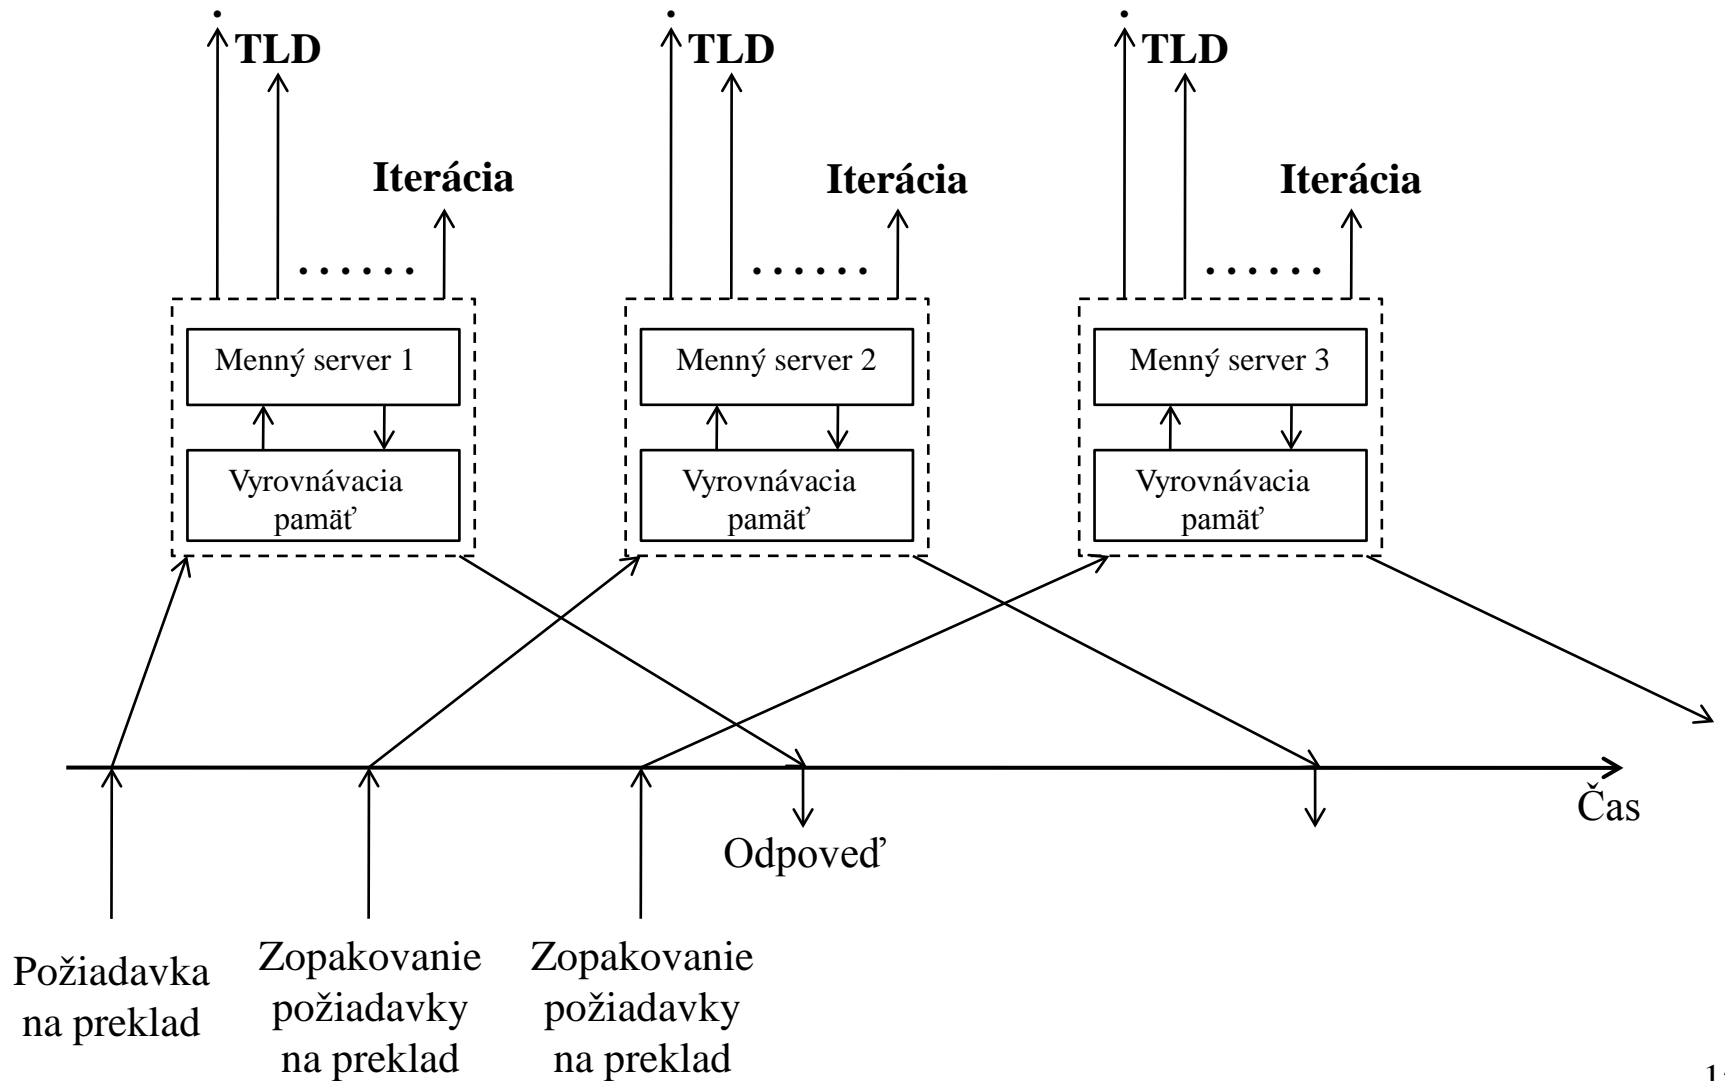 . . .
TLD TLD TLD
Iterácia Iterácia Iterácia
. . . . . . . . . . . . . . . . . .
Menný server 1 Menný server 2 Menný server 3
Vyrovnávacia Vyrovnávacia Vyrovnávacia
pamäť pamäť pamäť
Čas
Odpoveď
Požiadavka
na preklad
Zopakovanie
požiadavky
na preklad
Zopakovanie
požiadavky
na preklad